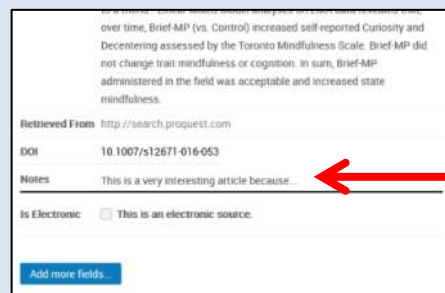 is a friend". Linear Mixed Model analyses on EMA data revealed that,
over time, Brief-MP (vs. Control) increased self-reported Curiosity and
Decentering assessed by the Toronto Mindfulness Scale. Brief-MP did
not change trait mindfulness or cognition. In sum, Brief-MP
administered in the field was acceptable and increased state
mindfulness.
Retrieved From http://search.proquest.com
DOI 10.1007/s12671-016-053
Notes This is a very interesting article because...
Is Electronic This is an electronic source.
Add more fields...